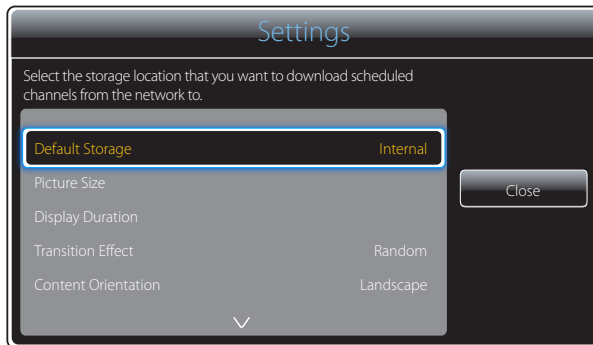 Settings
Select the storage location that you want to download scheduled
channels from the network to.
Default Storage Internal
Picture Size
Close
Display Duration
Transition Effect Random
Content Orientation Landscape